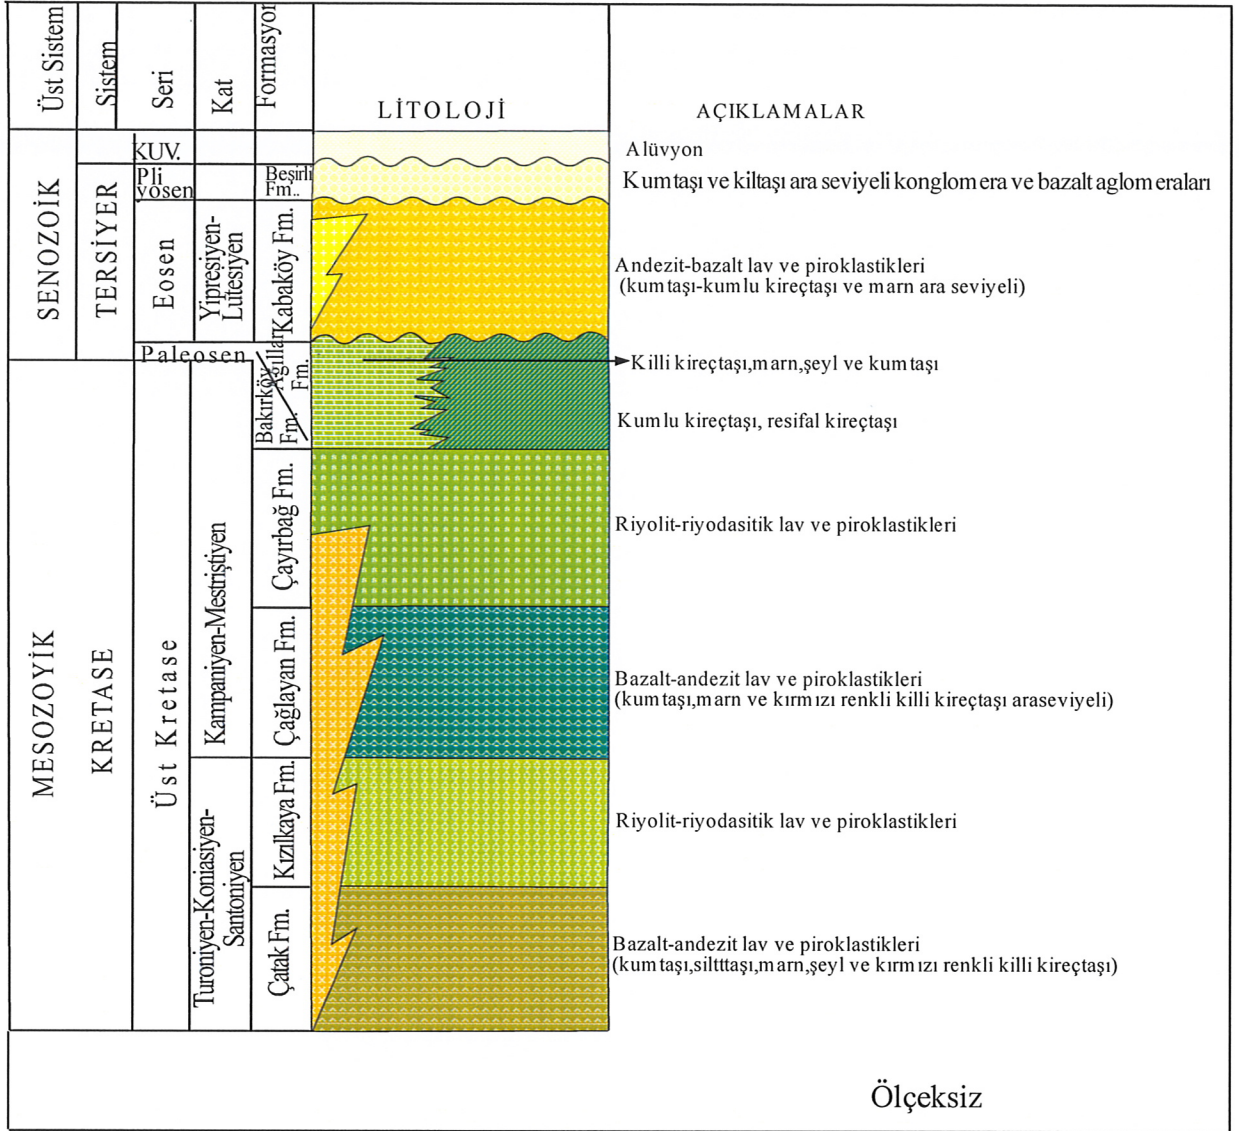 Üst Sistem
Sistem
Seri
Kat
Formasyon
LİTOLOJİ
AÇIKLAMALAR
SENOZOİK
TERSİYER
KUV.
Alüvyon
Pli
yosen
Beşirli
Fm..
Kumtaşı ve kiltaşı ara seviyeli konglomera ve bazalt aglomeraları
Eosen
Yipresiyen-
Lütesiyen
Kabaköy Fm.
Andezit-bazalt lav ve piroklastikleri
(kumtaşı-kumlu kireçtaşı ve marn ara seviyeli)
Paleosen
Ağıllar
Fm.
Bakırköy
Fm.
Killi kireçtaşı,marn,şeyl ve kumtaşı
Kumlu kireçtaşı, resifal kireçtaşı
MESOZOYİK
KRETASE
Üst Kretase
Kampaniyen-Mestriştiyen
Çayırbağ Fm.
Riyolit-riyodasitik lav ve piroklastikleri
Çağlayan Fm.
Bazalt-andezit lav ve piroklastikleri
(kumtaşı,marn ve kırmızı renkli killi kireçtaşı araseviyeli)
Turoniyen-Koniasiyen-
Santoniyen
Kızılkaya Fm.
Riyolit-riyodasitik lav ve piroklastikleri
Çatak Fm.
Bazalt-andezit lav ve piroklastikleri
(kumtaşı,siltttaşı,marn,şeyl ve kırmızı renkli killi kireçtaşı)
Ölçeksiz